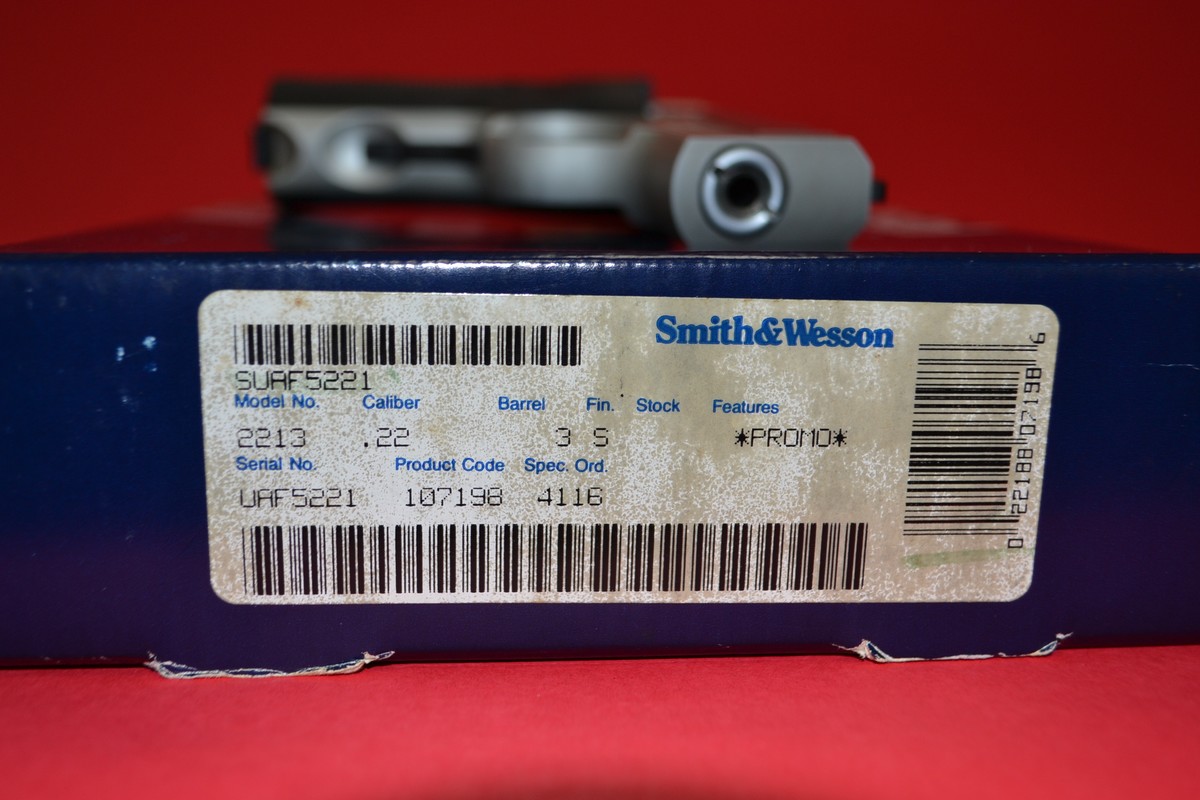 Smith&Wesson
SUAF5221
Model No. Caliber Barrel Fin. Stock Features
2213 .22 3 S *PROMO*
Serial No. Product Code Spec. Ord.
UAF5221 107198 4116
0 22188 07198 6